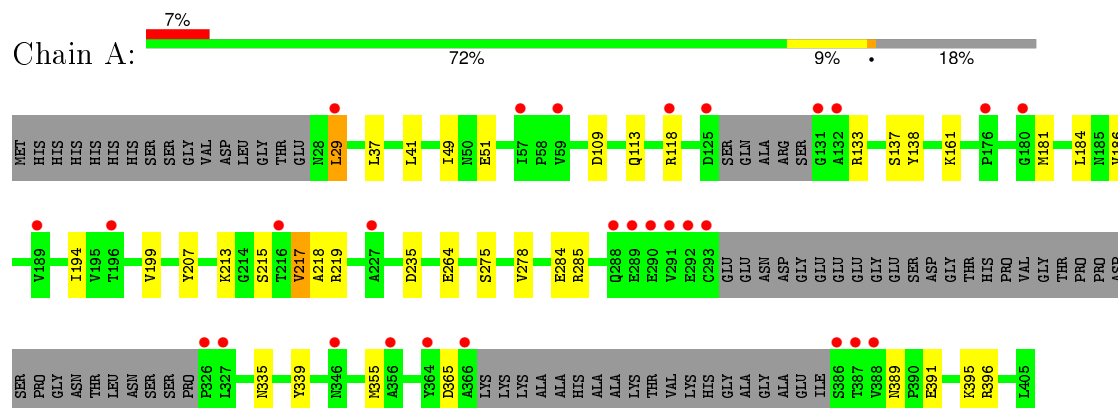 7%
Chain A:
72% 9% • 18%
MET HIS HIS HIS HIS HIS HIS SER SER GLY VAL ASP LEU GLY THR GLU N28 L29 L37 L41 I49 N50 E51 I57 P58 V59 D109 Q113 R118 D125 SER GLN ALA ARG SER G131 A132 R133 S137 Y138 K161 P176 G180 M181 L184 N185 V186
V189 I194 V195 T196 V199 Y207 K213 G214 S215 T216 V217 A218 R219 A227 D235 E264 S275 V278 E284 R285 Q288 E289 E290 V291 E292 C293 GLU GLU ASN ASP GLY GLU GLU GLU GLY GLU SER ASP GLY THR HIS PRO VAL GLY THR PRO PRO ASP
SER PRO GLY ASN THR LEU ASN SER SER PRO P326 L327 N335 Y339 N346 M355 A356 Y364 D365 A366 LYS LYS LYS ALA ALA HIS ALA ALA LYS THR VAL LYS HIS GLY ALA GLY ALA GLU ILE S386 T387 V388 N389 P390 E391 K395 R396 L405